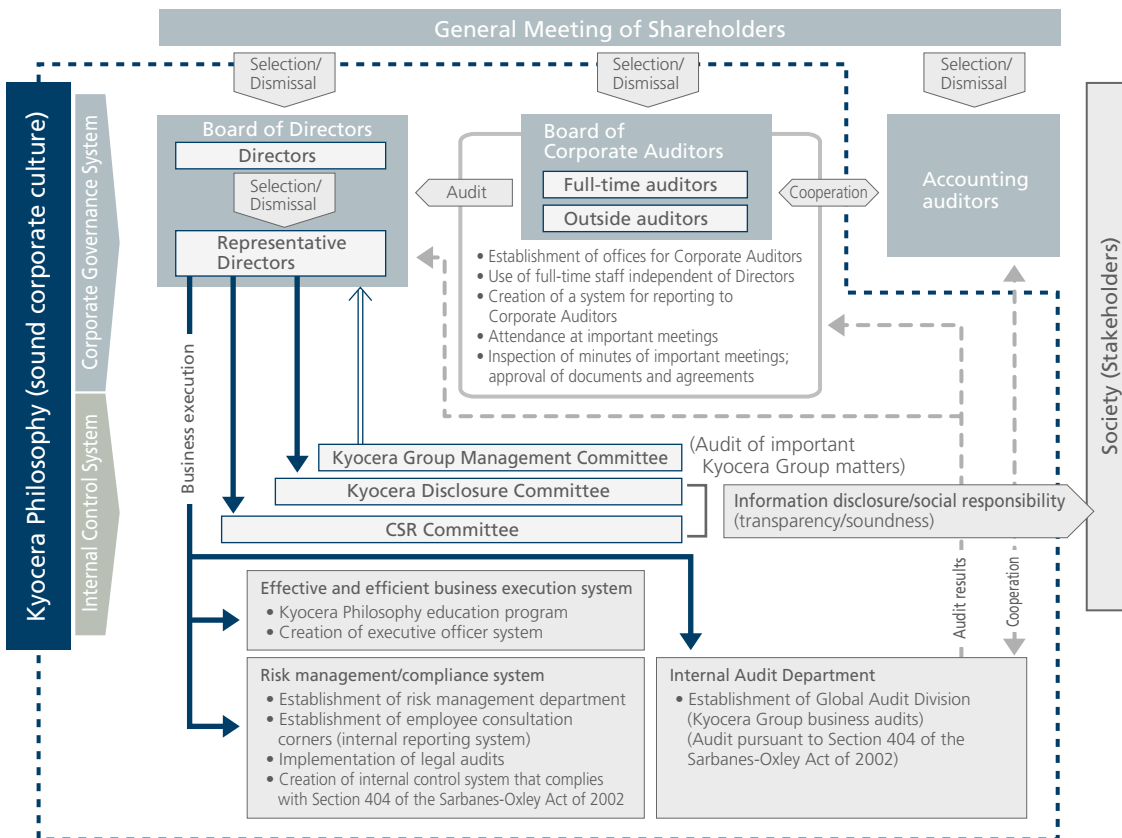 General Meeting of Shareholders
Selection/
Dismissal
Selection/
Dismissal
Selection/
Dismissal
Kyocera Philosophy (sound corporate culture)
Corporate Governance System
Internal Control System
Board of Directors
Directors
Selection/
Dismissal
Representative
Directors
Audit
Board of
Corporate Auditors
Full-time auditors
Outside auditors
Cooperation
Accounting
auditors
• Establishment of offices for Corporate Auditors
• Use of full-time staff independent of Directors
• Creation of a system for reporting to
Corporate Auditors
• Attendance at important meetings
• Inspection of minutes of important meetings;
approval of documents and agreements
Society (Stakeholders)
Business execution
Kyocera Group Management Committee
(Audit of important
Kyocera Group matters)
Kyocera Disclosure Committee
CSR Committee
Information disclosure/social responsibility
(transparency/soundness)
Audit results
Cooperation
Effective and efficient business execution system
• Kyocera Philosophy education program
• Creation of executive officer system
Risk management/compliance system
• Establishment of risk management department
• Establishment of employee consultation
corners (internal reporting system)
• Implementation of legal audits
• Creation of internal control system that complies
with Section 404 of the Sarbanes-Oxley Act of 2002
Internal Audit Department
• Establishment of Global Audit Division
(Kyocera Group business audits)
(Audit pursuant to Section 404 of the
Sarbanes-Oxley Act of 2002)